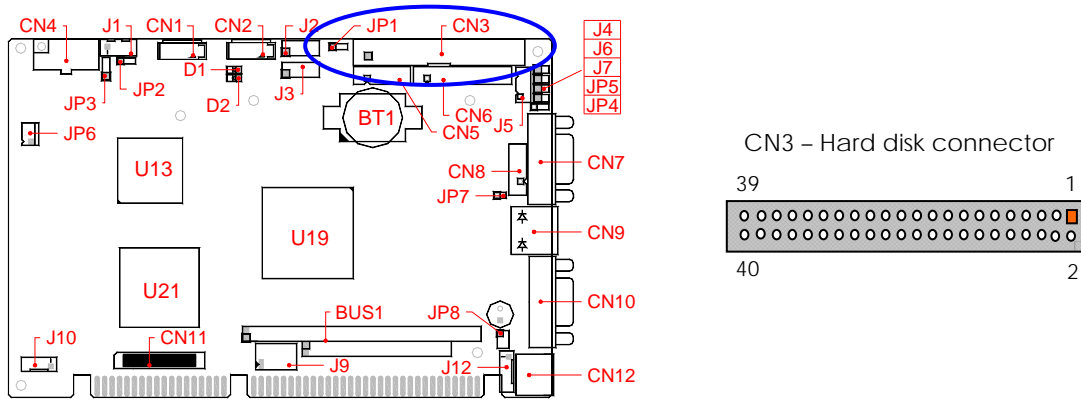 CN4 J1 CN1 CN2 J2 JP1 CN3 J4
J6
J7
JP5
JP4
D1
D2
JP3 JP2 J3
CN5 CN6 J5
JP6 BT1
U13 CN8 CN7
JP7
U19 CN9
U21 CN10
BUS1 JP8
J10 CN11 J9 J12 CN12
CN3 – Hard disk connector
39 1
40 2